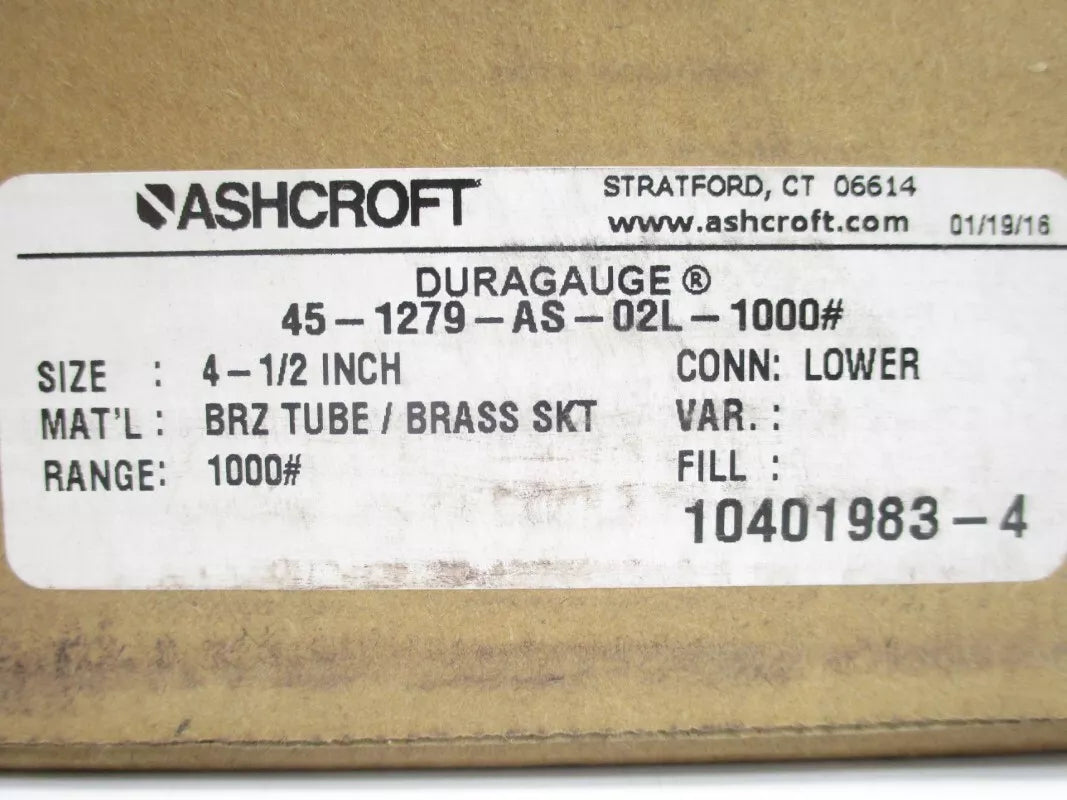 ASHCROFT
STRATFORD, CT 06614
www.ashcroft.com 01/19/16
DURAGAUGE ®
45-1279-AS-02L-1000#
SIZE : 4-1/2 INCH CONN: LOWER
MAT'L : BRZ TUBE / BRASS SKT VAR. :
RANGE: 1000# FILL :
10401983-4